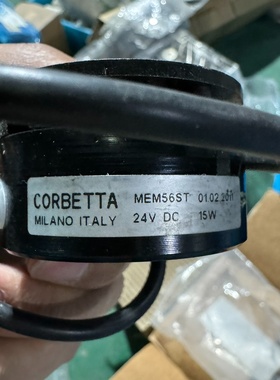 CORBETTA MEM56ST
MILANO ITALY 24V DC 15W